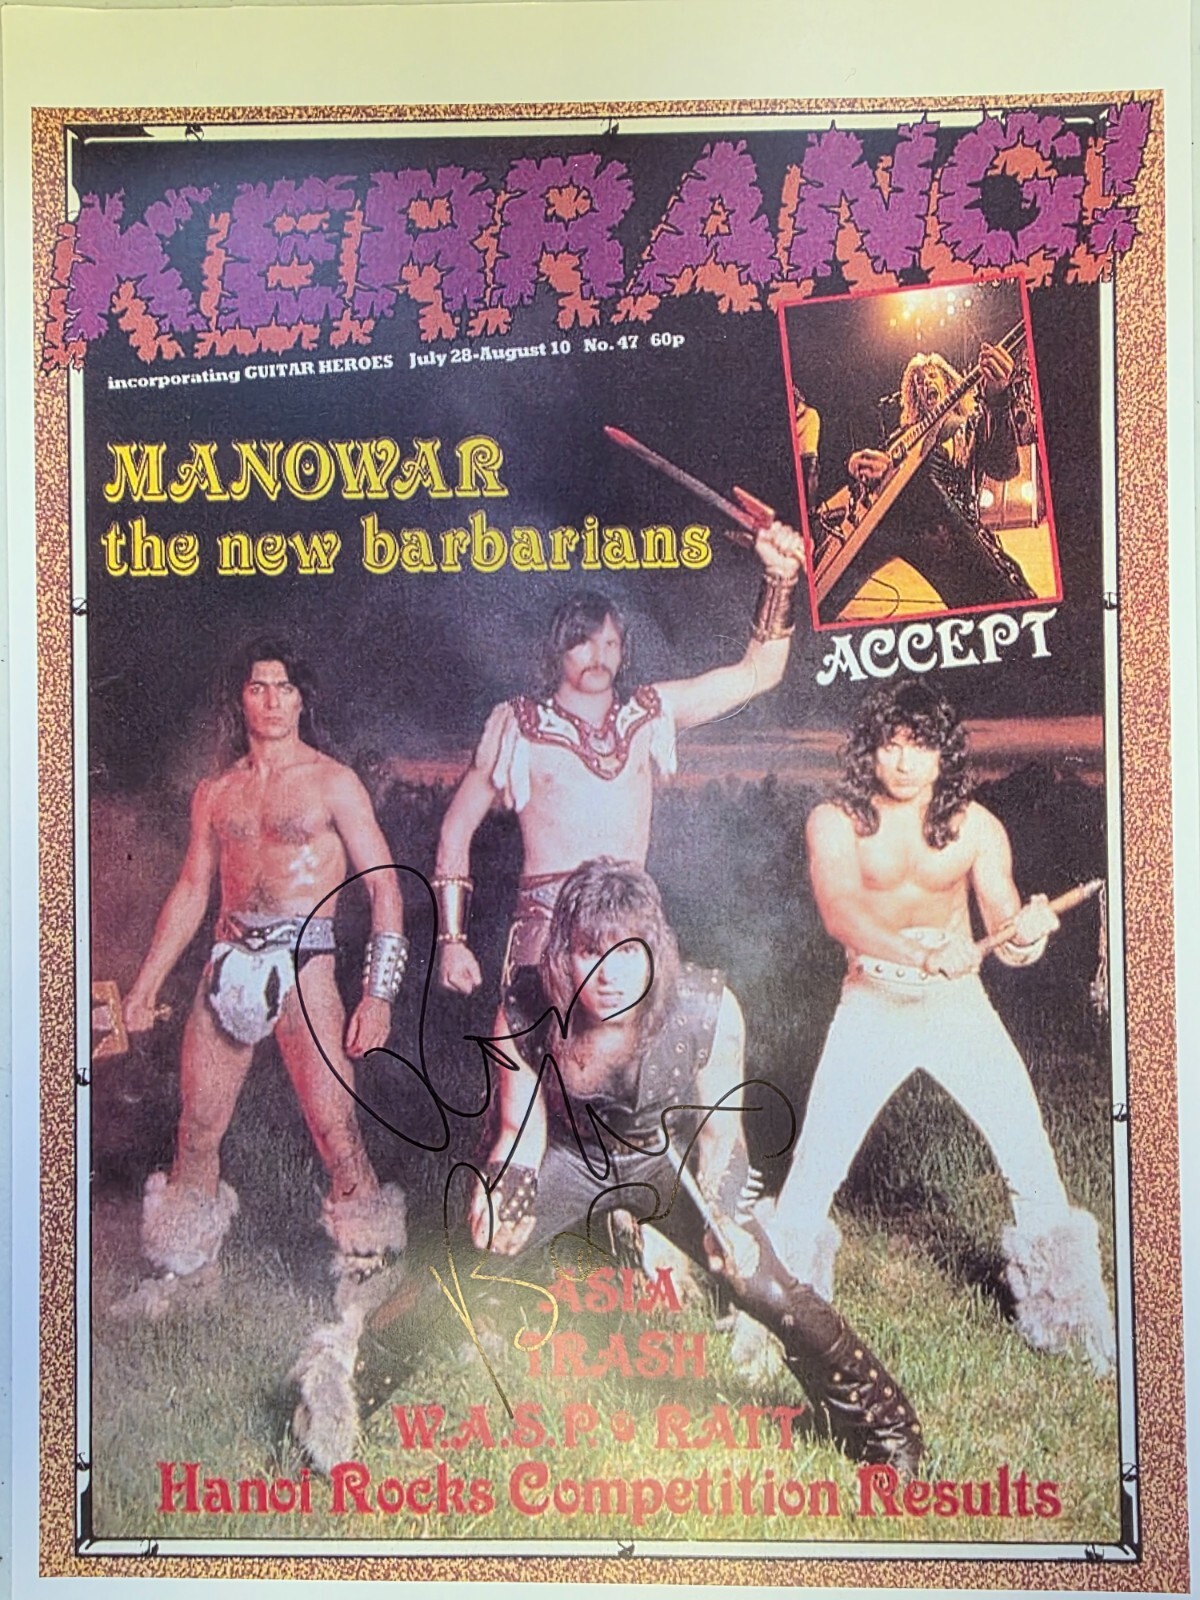 KERRANG!
incorporating GUITAR HEROES July 28-August 10 No. 47 60p
MANOWAR
the new barbarians
ACCEPT
ASIA
TRASH
W.A.S.P. • RATT
Hanoi Rocks Competition Results